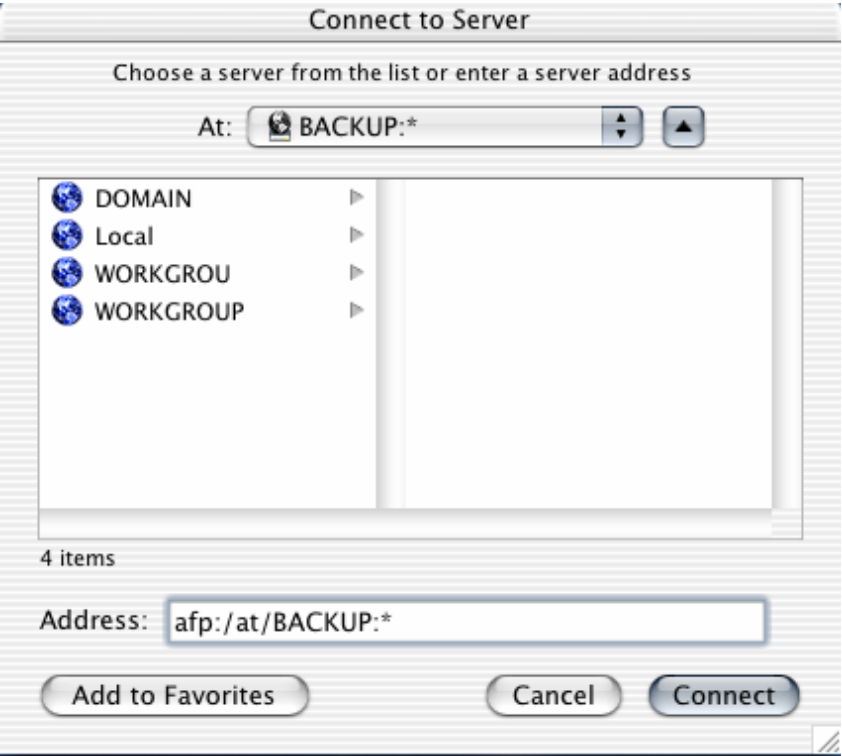 Connect to Server
Choose a server from the list or enter a server address
At: BACKUP:*
DOMAIN
Local
WORKGROU
WORKGROUP
4 items
Address: afp:/at/BACKUP:*
Add to Favorites Cancel Connect